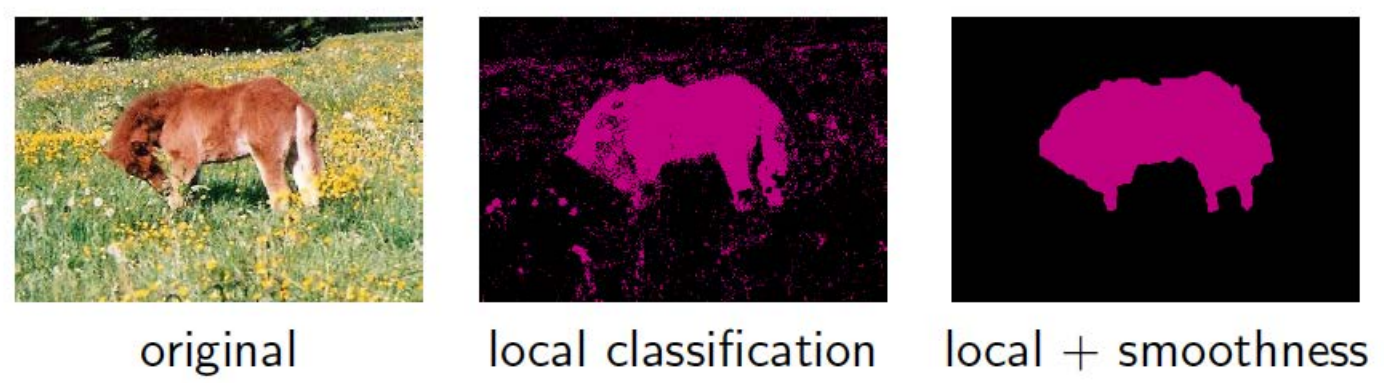 original
local classification
local + smoothness